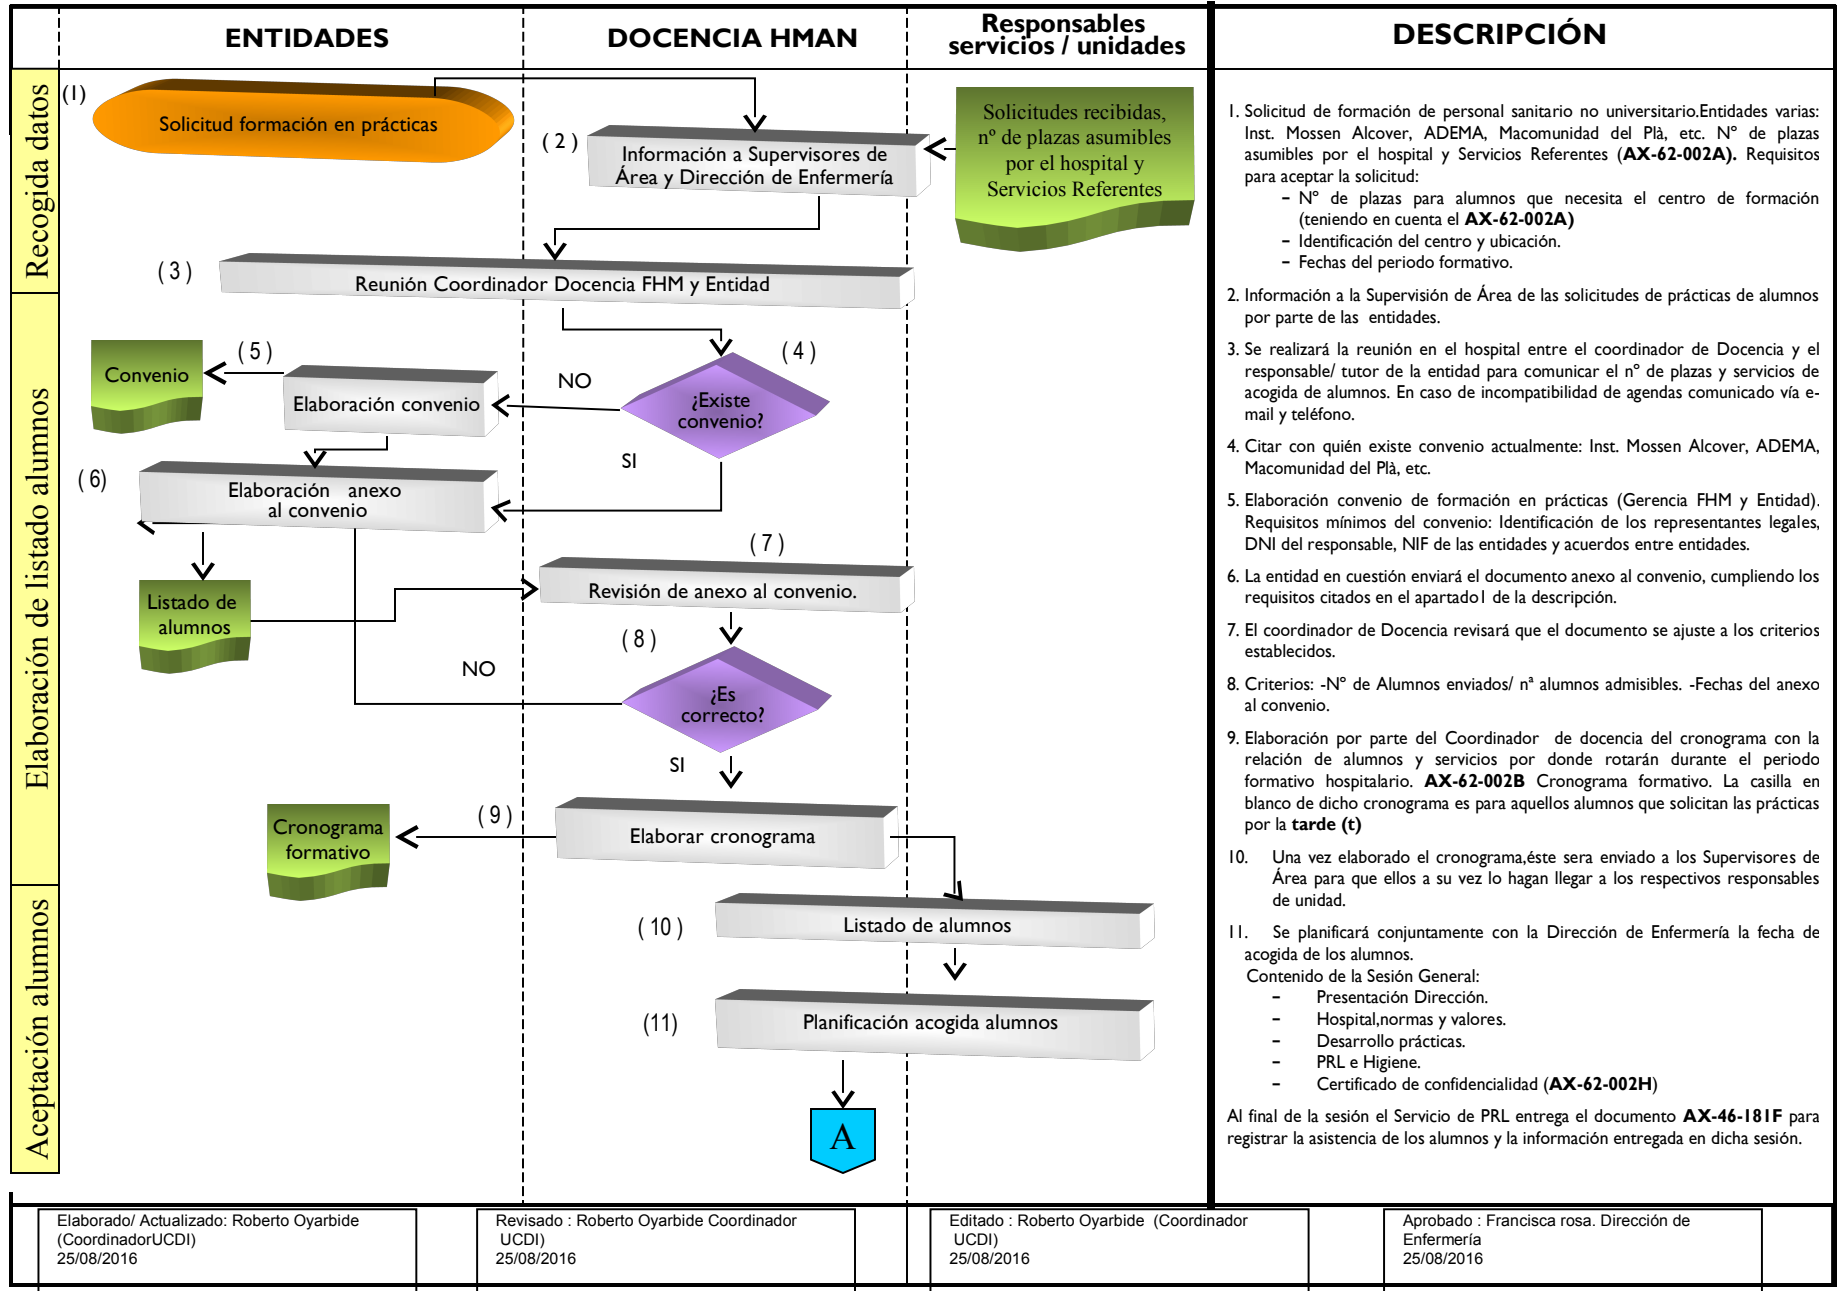 ENTIDADES
DOCENCIA HMAN
Responsables
servicios / unidades
DESCRIPCIÓN
Recogida datos
Elaboración de listado alumnos
Aceptación alumnos
(1)
Solicitud formación en prácticas
( 2 )
Información a Supervisores de
Área y Dirección de Enfermería
Solicitudes recibidas,
nº de plazas asumibles
por el hospital y
Servicios Referentes
( 3 )
Reunión Coordinador Docencia FHM y Entidad
( 4 )
¿Existe
convenio?
NO
SI
( 5 )
Convenio
Elaboración convenio
( 6)
Elaboración anexo
al convenio
Listado de
alumnos
( 7 )
Revisión de anexo al convenio.
( 8 )
¿Es
correcto?
NO
SI
( 9 )
Cronograma
formativo
Elaborar cronograma
( 10 )
Listado de alumnos
(11)
Planificación acogida alumnos
A
1. Solicitud de formación de personal sanitario no universitario.Entidades varias:
Inst. Mossen Alcover, ADEMA, Macomunidad del Plà, etc. Nº de plazas
asumibles por el hospital y Servicios Referentes (AX-62-002A). Requisitos
para aceptar la solicitud:
– Nº de plazas para alumnos que necesita el centro de formación
(teniendo en cuenta el AX-62-002A)
– Identificación del centro y ubicación.
– Fechas del periodo formativo.
2. Información a la Supervisión de Área de las solicitudes de prácticas de alumnos
por parte de las entidades.
3. Se realizará la reunión en el hospital entre el coordinador de Docencia y el
responsable/ tutor de la entidad para comunicar el nº de plazas y servicios de
acogida de alumnos. En caso de incompatibilidad de agendas comunicado vía e-
mail y teléfono.
4. Citar con quién existe convenio actualmente: Inst. Mossen Alcover, ADEMA,
Macomunidad del Plà, etc.
5. Elaboración convenio de formación en prácticas (Gerencia FHM y Entidad).
Requisitos mínimos del convenio: Identificación de los representantes legales,
DNI del responsable, NIF de las entidades y acuerdos entre entidades.
6. La entidad en cuestión enviará el documento anexo al convenio, cumpliendo los
requisitos citados en el apartado1 de la descripción.
7. El coordinador de Docencia revisará que el documento se ajuste a los criterios
establecidos.
8. Criterios: -Nº de Alumnos enviados/ nª alumnos admisibles. -Fechas del anexo
al convenio.
9. Elaboración por parte del Coordinador de docencia del cronograma con la
relación de alumnos y servicios por donde rotarán durante el periodo
formativo hospitalario. AX-62-002B Cronograma formativo. La casilla en
blanco de dicho cronograma es para aquellos alumnos que solicitan las prácticas
por la tarde (t)
10. Una vez elaborado el cronograma,éste sera enviado a los Supervisores de
Área para que ellos a su vez lo hagan llegar a los respectivos responsables
de unidad.
11. Se planificará conjuntamente con la Dirección de Enfermería la fecha de
acogida de los alumnos.
Contenido de la Sesión General:
– Presentación Dirección.
– Hospital,normas y valores.
– Desarrollo prácticas.
– PRL e Higiene.
– Certificado de confidencialidad (AX-62-002H)
Al final de la sesión el Servicio de PRL entrega el documento AX-46-181F para
registrar la asistencia de los alumnos y la información entregada en dicha sesión.
Elaborado/ Actualizado: Roberto Oyarbide
(CoordinadorUCDI)
25/08/2016
Revisado : Roberto Oyarbide Coordinador
UCDI)
25/08/2016
Editado : Roberto Oyarbide (Coordinador
UCDI)
25/08/2016
Aprobado : Francisca rosa. Dirección de
Enfermería
25/08/2016